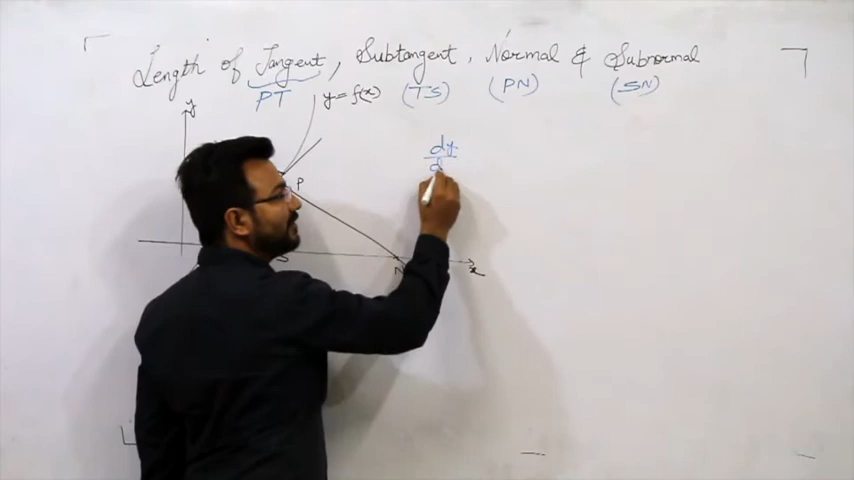 Length of Tangent, Subtangent, Normal & Subnormal
PT (TS) (PN) (SN)
y = f(x)
y
dy
d
P
S
N
x